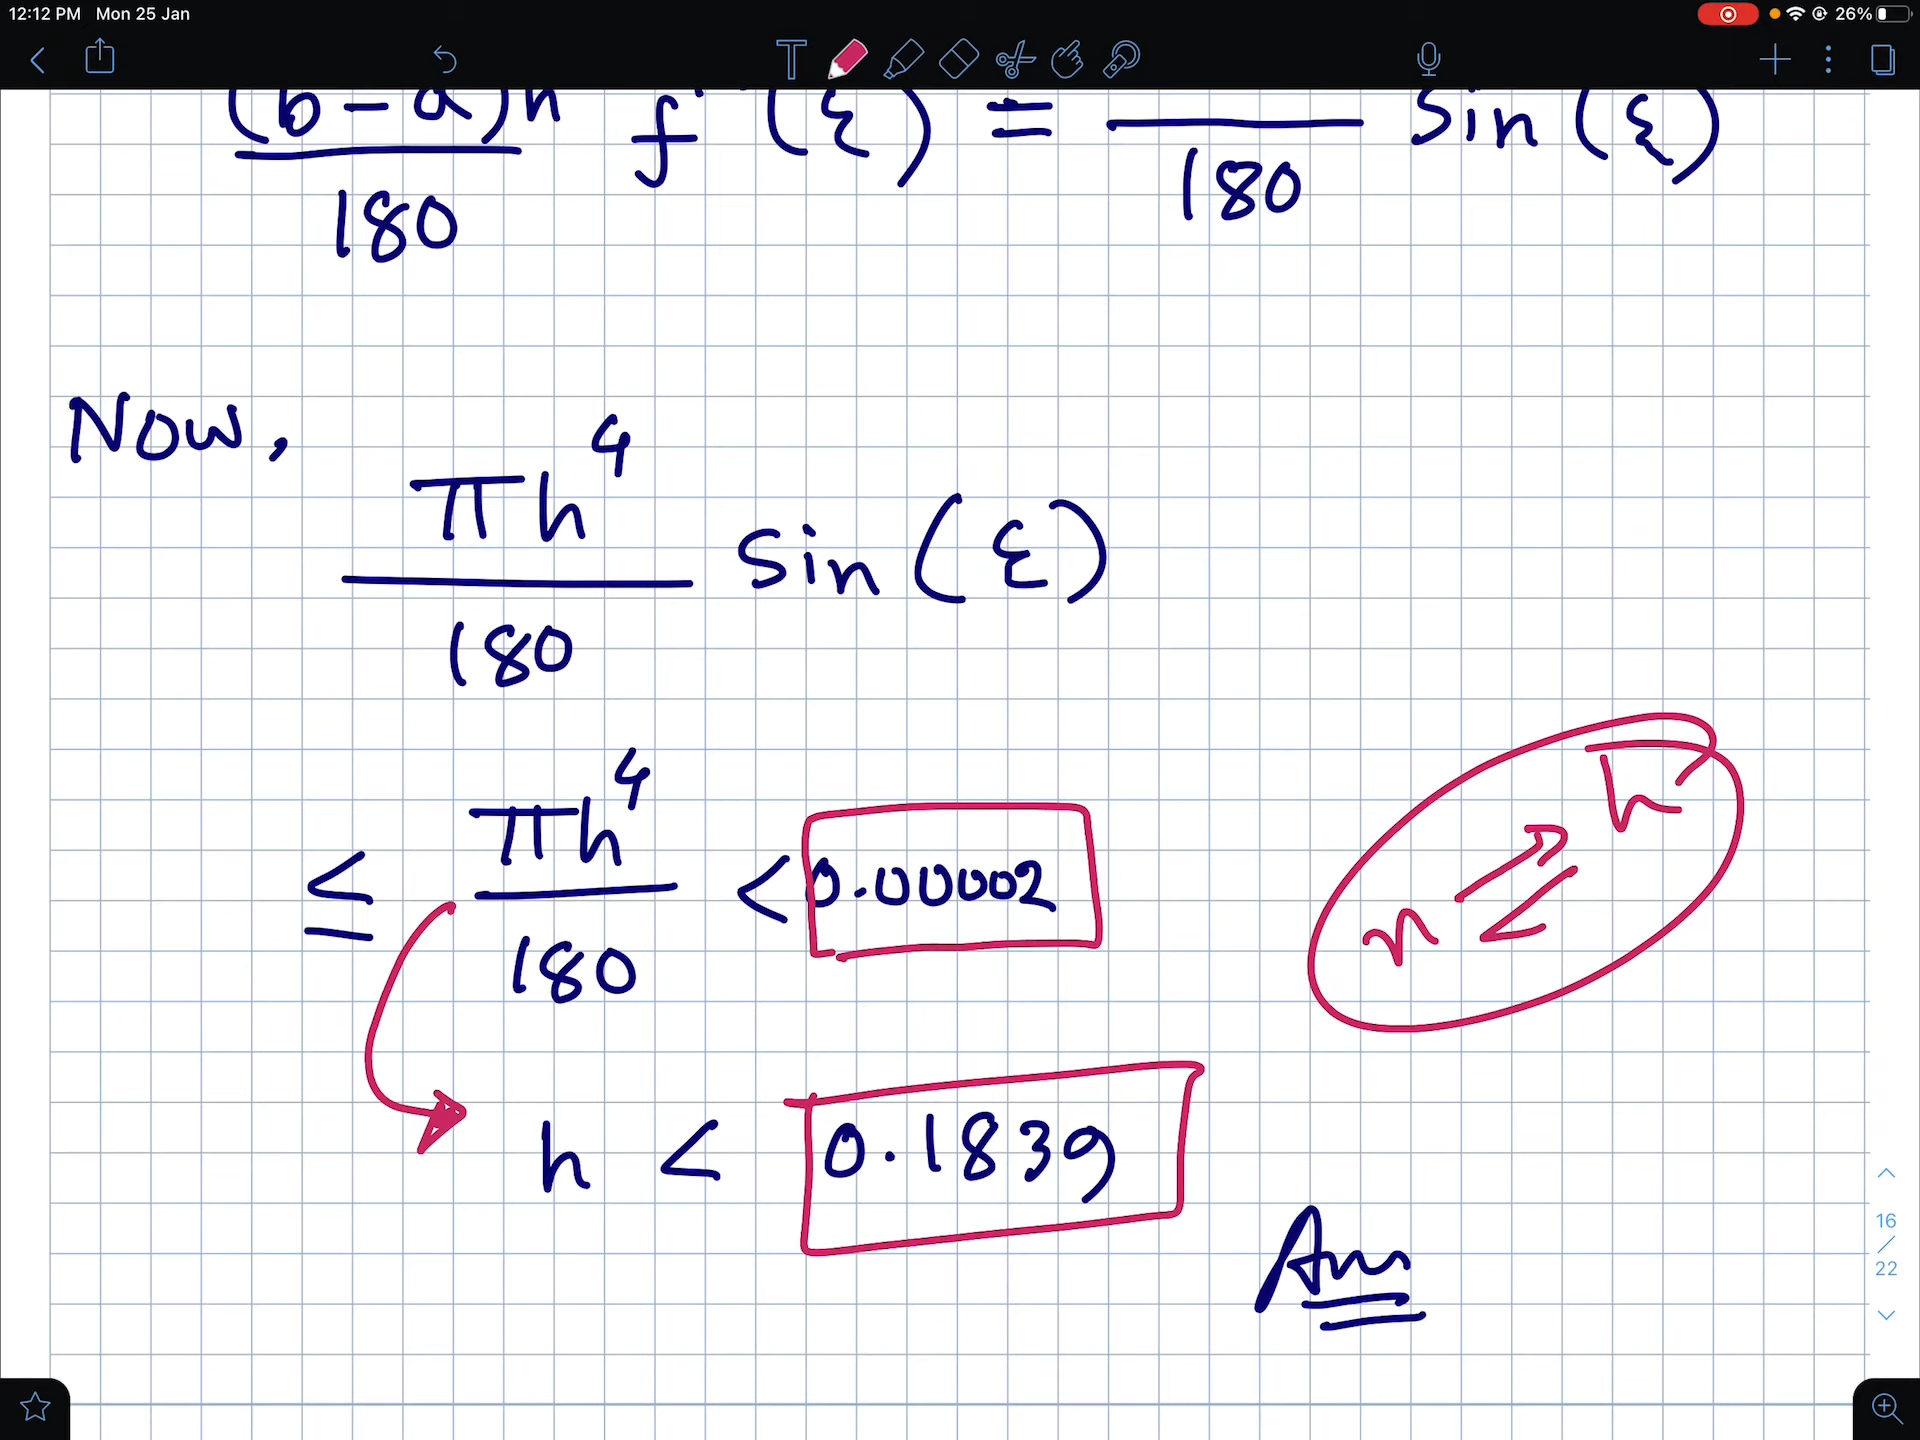 12:12 PM Mon 25 Jan 26%
(b-a)h f (ξ) = sin(ξ)
180 180
Now,
πh⁴ sin(ξ)
180
≤ πh⁴ < 0.00002
180
n ≥ h
h < 0.1839
Ans
16
/
22